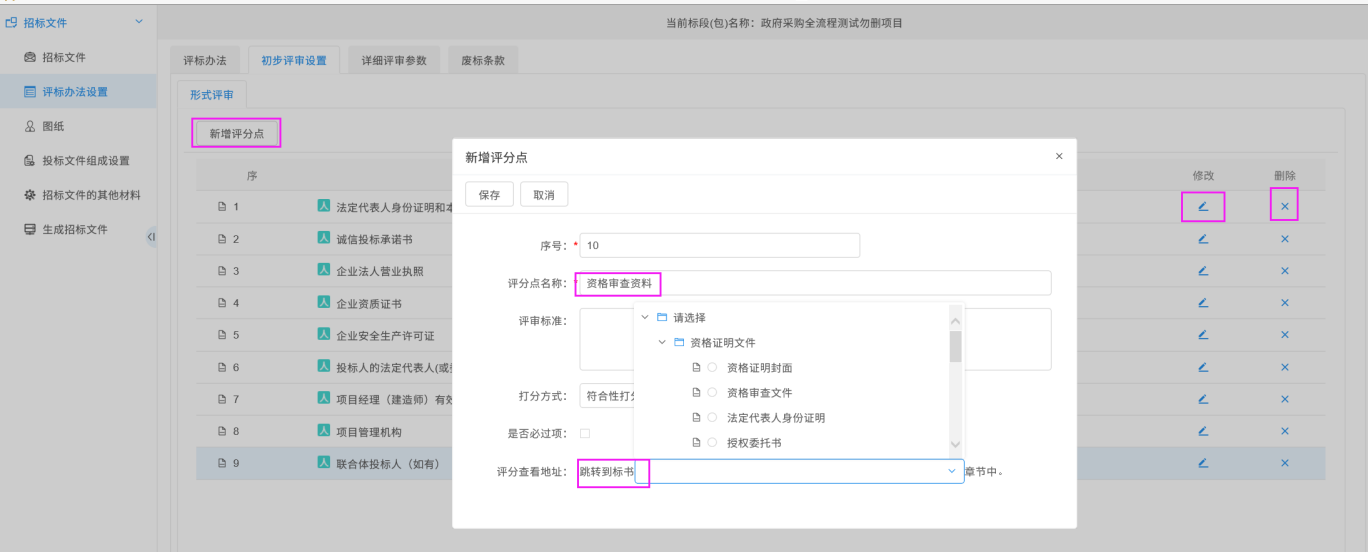 招标文件
当前标段(包)名称：政府采购全流程测试勿删项目
招标文件
评标办法设置
图纸
投标文件组成设置
招标文件的其他材料
生成招标文件
评标办法 初步评审设置 详细评审参数 废标条款
形式评审
新增评分点
序 修改 删除
1 法定代表人身份证明和
2 诚信投标承诺书
3 企业法人营业执照
4 企业资质证书
5 企业安全生产许可证
6 投标人的法定代表人(或
7 项目经理（建造师）有效
8 项目管理机构
9 联合体投标人（如有）
新增评分点 ×
保存 取消
序号：* 10
评分点名称：* 资格审查资料
评审标准：
请选择
资格证明文件
资格证明封面
资格审查文件
法定代表人身份证明
授权委托书
打分方式： 符合性打
是否必过项：
评分查看地址： 跳转到标书 章节中。